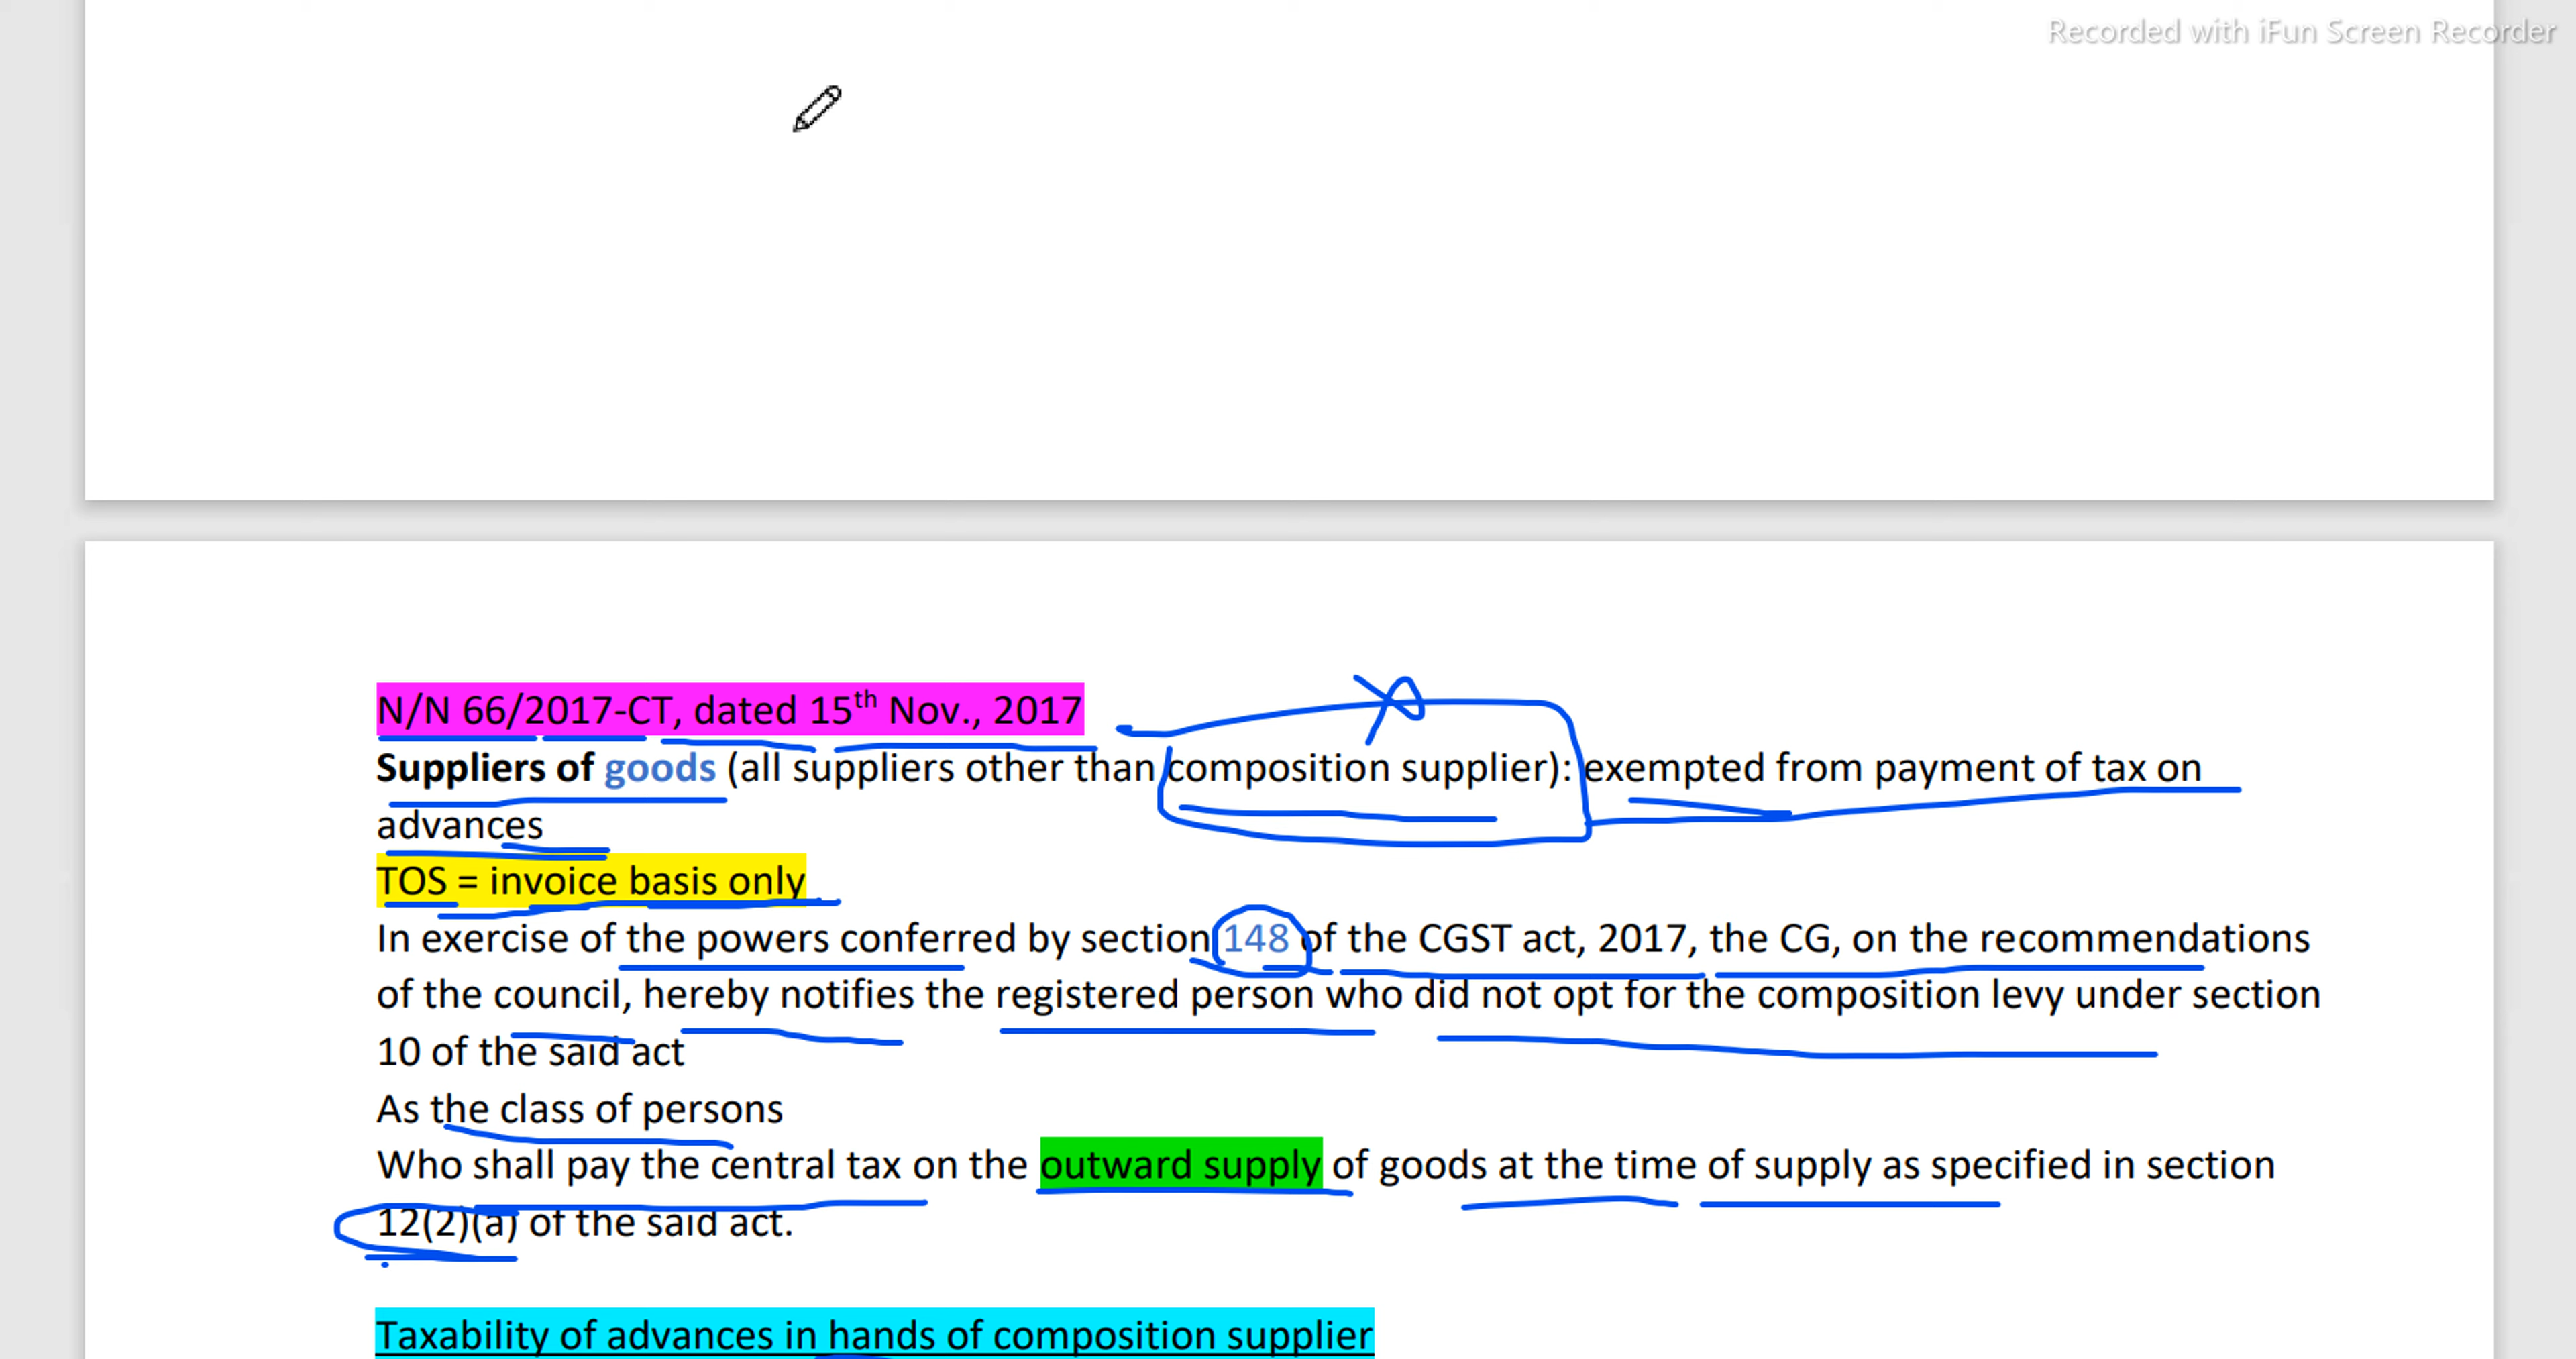 Recorded with iFun Screen Recorder
N/N 66/2017-CT, dated 15th Nov., 2017
Suppliers of goods (all suppliers other than composition supplier): exempted from payment of tax on
advances
TOS = invoice basis only
In exercise of the powers conferred by section 148 of the CGST act, 2017, the CG, on the recommendations
of the council, hereby notifies the registered person who did not opt for the composition levy under section
10 of the said act
As the class of persons
Who shall pay the central tax on the outward supply of goods at the time of supply as specified in section
12(2)(a) of the said act.
Taxability of advances in hands of composition supplier